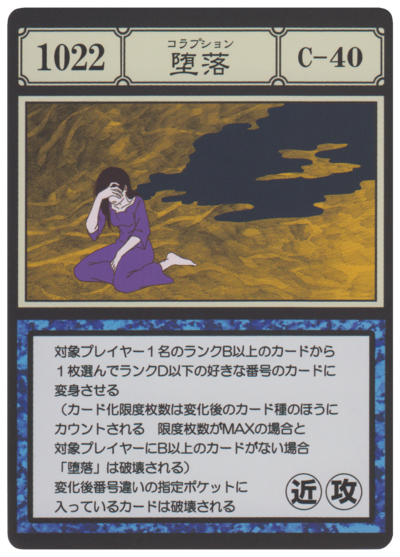 1022
コラプション
堕落
C-40
対象プレイヤー1名のランクB以上のカードから
1枚選んでランクD以下の好きな番号のカードに
変身させる
(カード化限度枚数は変化後のカード種のほうに
カウントされる 限度枚数がMAXの場合と
対象プレイヤーにB以上のカードがない場合
「堕落」は破壊される)
変化後番号違いの指定ポケットに
入っているカードは破壊される
近 攻